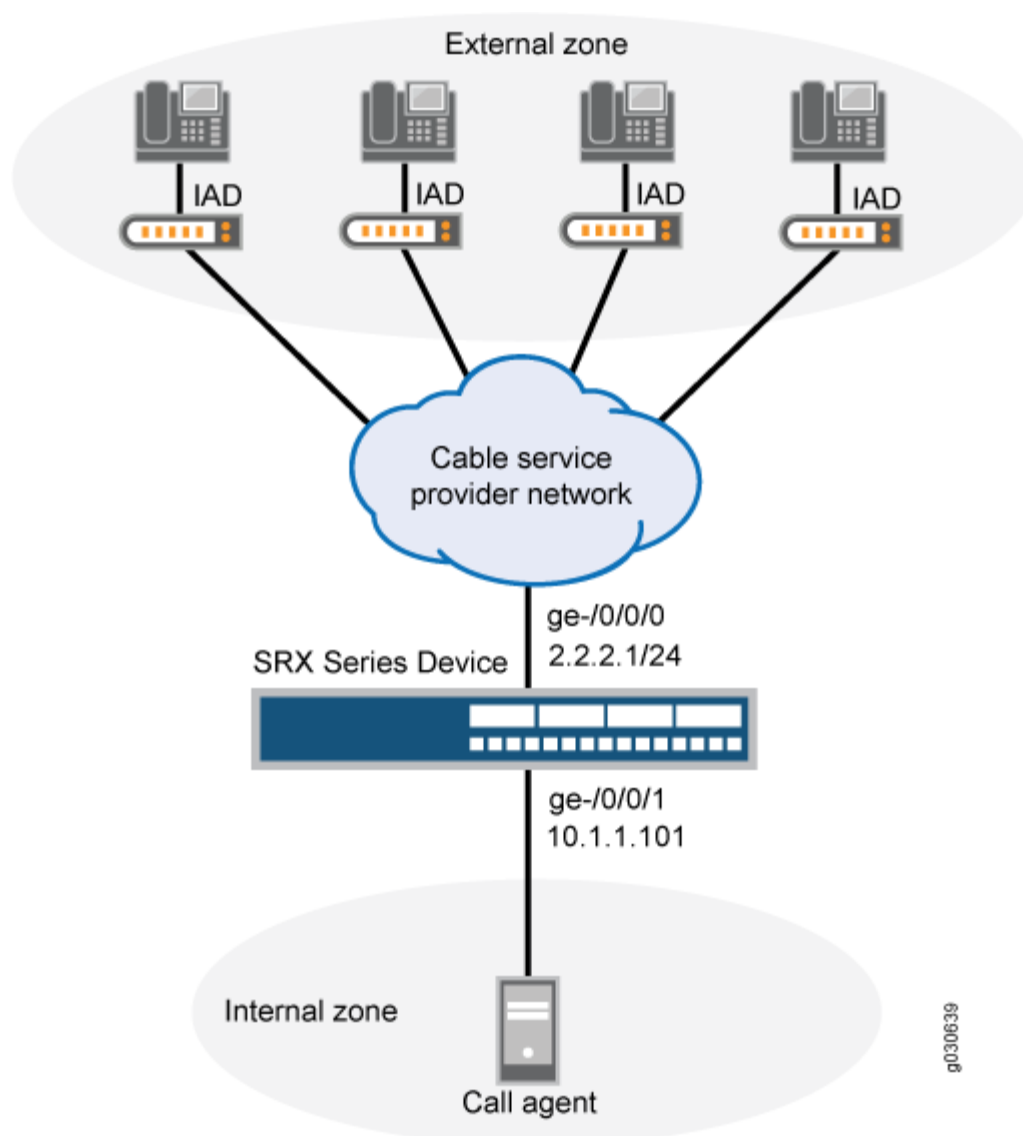 External zone
IAD
IAD
IAD
IAD
Cable service
provider network
ge-/0/0/0
2.2.2.1/24
SRX Series Device
ge-/0/0/1
10.1.1.101
Internal zone
Call agent
g030639